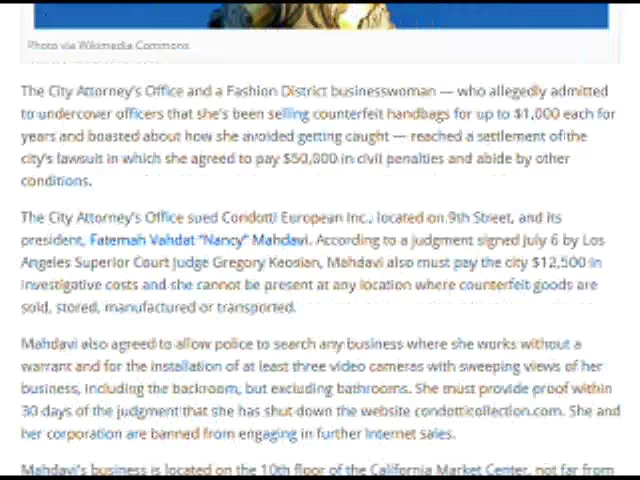 Photo via Wikimedia Commons
The City Attorney's Office and a Fashion District businesswoman — who allegedly admitted
to undercover officers that she's been selling counterfeit handbags for up to $1,000 each for
years and boasted about how she avoided getting caught — reached a settlement of the
city's lawsuit in which she agreed to pay $50,000 in civil penalties and abide by other
conditions.
The City Attorney's Office sued Condotti European Inc., located on 9th Street, and its
president, Fatemah Vahdat "Nancy" Mahdavi. According to a judgment signed July 6 by Los
Angeles Superior Court Judge Gregory Keosian, Mahdavi also must pay the city $12,500 in
investigative costs and she cannot be present at any location where counterfeit goods are
sold, stored, manufactured or transported.
Mahdavi also agreed to allow police to search any business where she works without a
warrant and for the installation of at least three video cameras with sweeping views of her
business, including the backroom, but excluding bathrooms. She must provide proof within
30 days of the judgment that she has shut down the website condotticollection.com. She and
her corporation are banned from engaging in further Internet sales.
Mahdavi's business is located on the 10th floor of the California Market Center, not far from